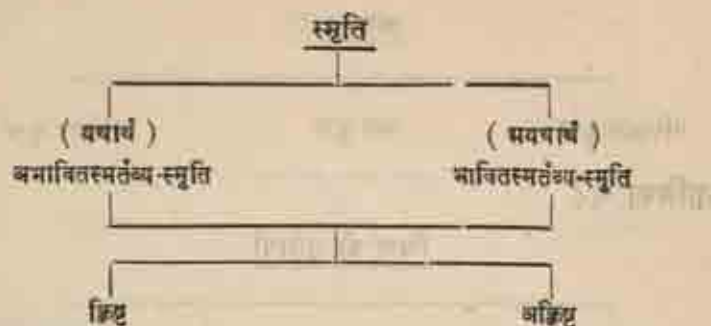 स्मृति
( यथार्थ ) ( अयथार्थ )
अभावितस्मर्तव्य-स्मृति भावितस्मर्तव्य-स्मृति
क्लिष्ट अक्लिष्ट